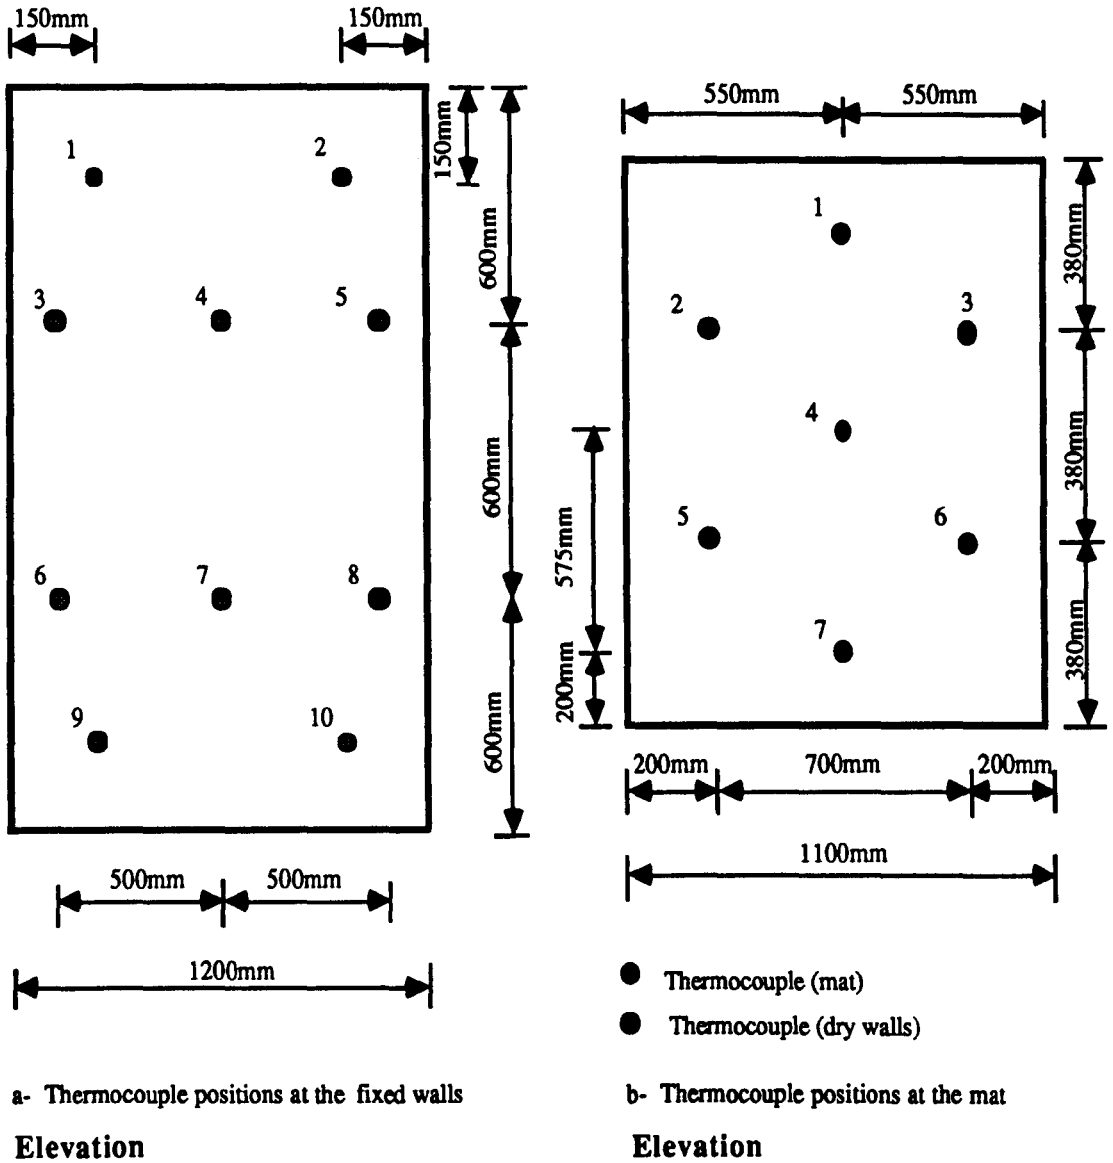 150mm
150mm
1
2
150mm
600mm
3
4
5
600mm
6
7
8
600mm
9
10
500mm
500mm
1200mm
a- Thermocouple positions at the fixed walls
Elevation
550mm
550mm
1
380mm
2
3
4
380mm
575mm
5
6
7
380mm
200mm
200mm
700mm
200mm
1100mm
Thermocouple (mat)
Thermocouple (dry walls)
b- Thermocouple positions at the mat
Elevation